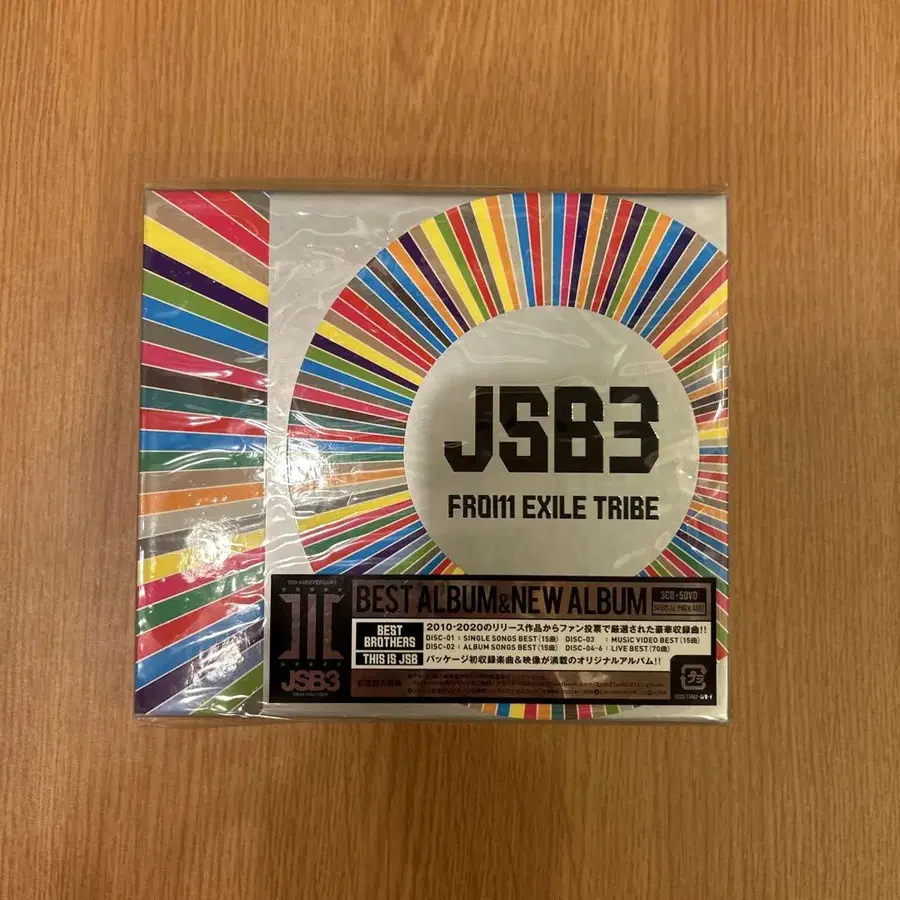 JSB3
FROM EXILE TRIBE
10TH ANNIVERSARY
JSB3
BEST ALBUM&NEW ALBUM
3CD+5DVD
SPECIAL PACKAGE
BEST BROTHERS
2010-2020のリリース作品からファン投票で厳選された豪華収録曲!!
DISC-01:SINGLE SONGS BEST(15曲) DISC-03 :MUSIC VIDEO BEST(15曲)
DISC-02:ALBUM SONGS BEST(15曲) DISC-04-6:LIVE BEST(70曲)
THIS IS JSB
パッケージ初収録楽曲&映像が満載のオリジナルアルバム!!